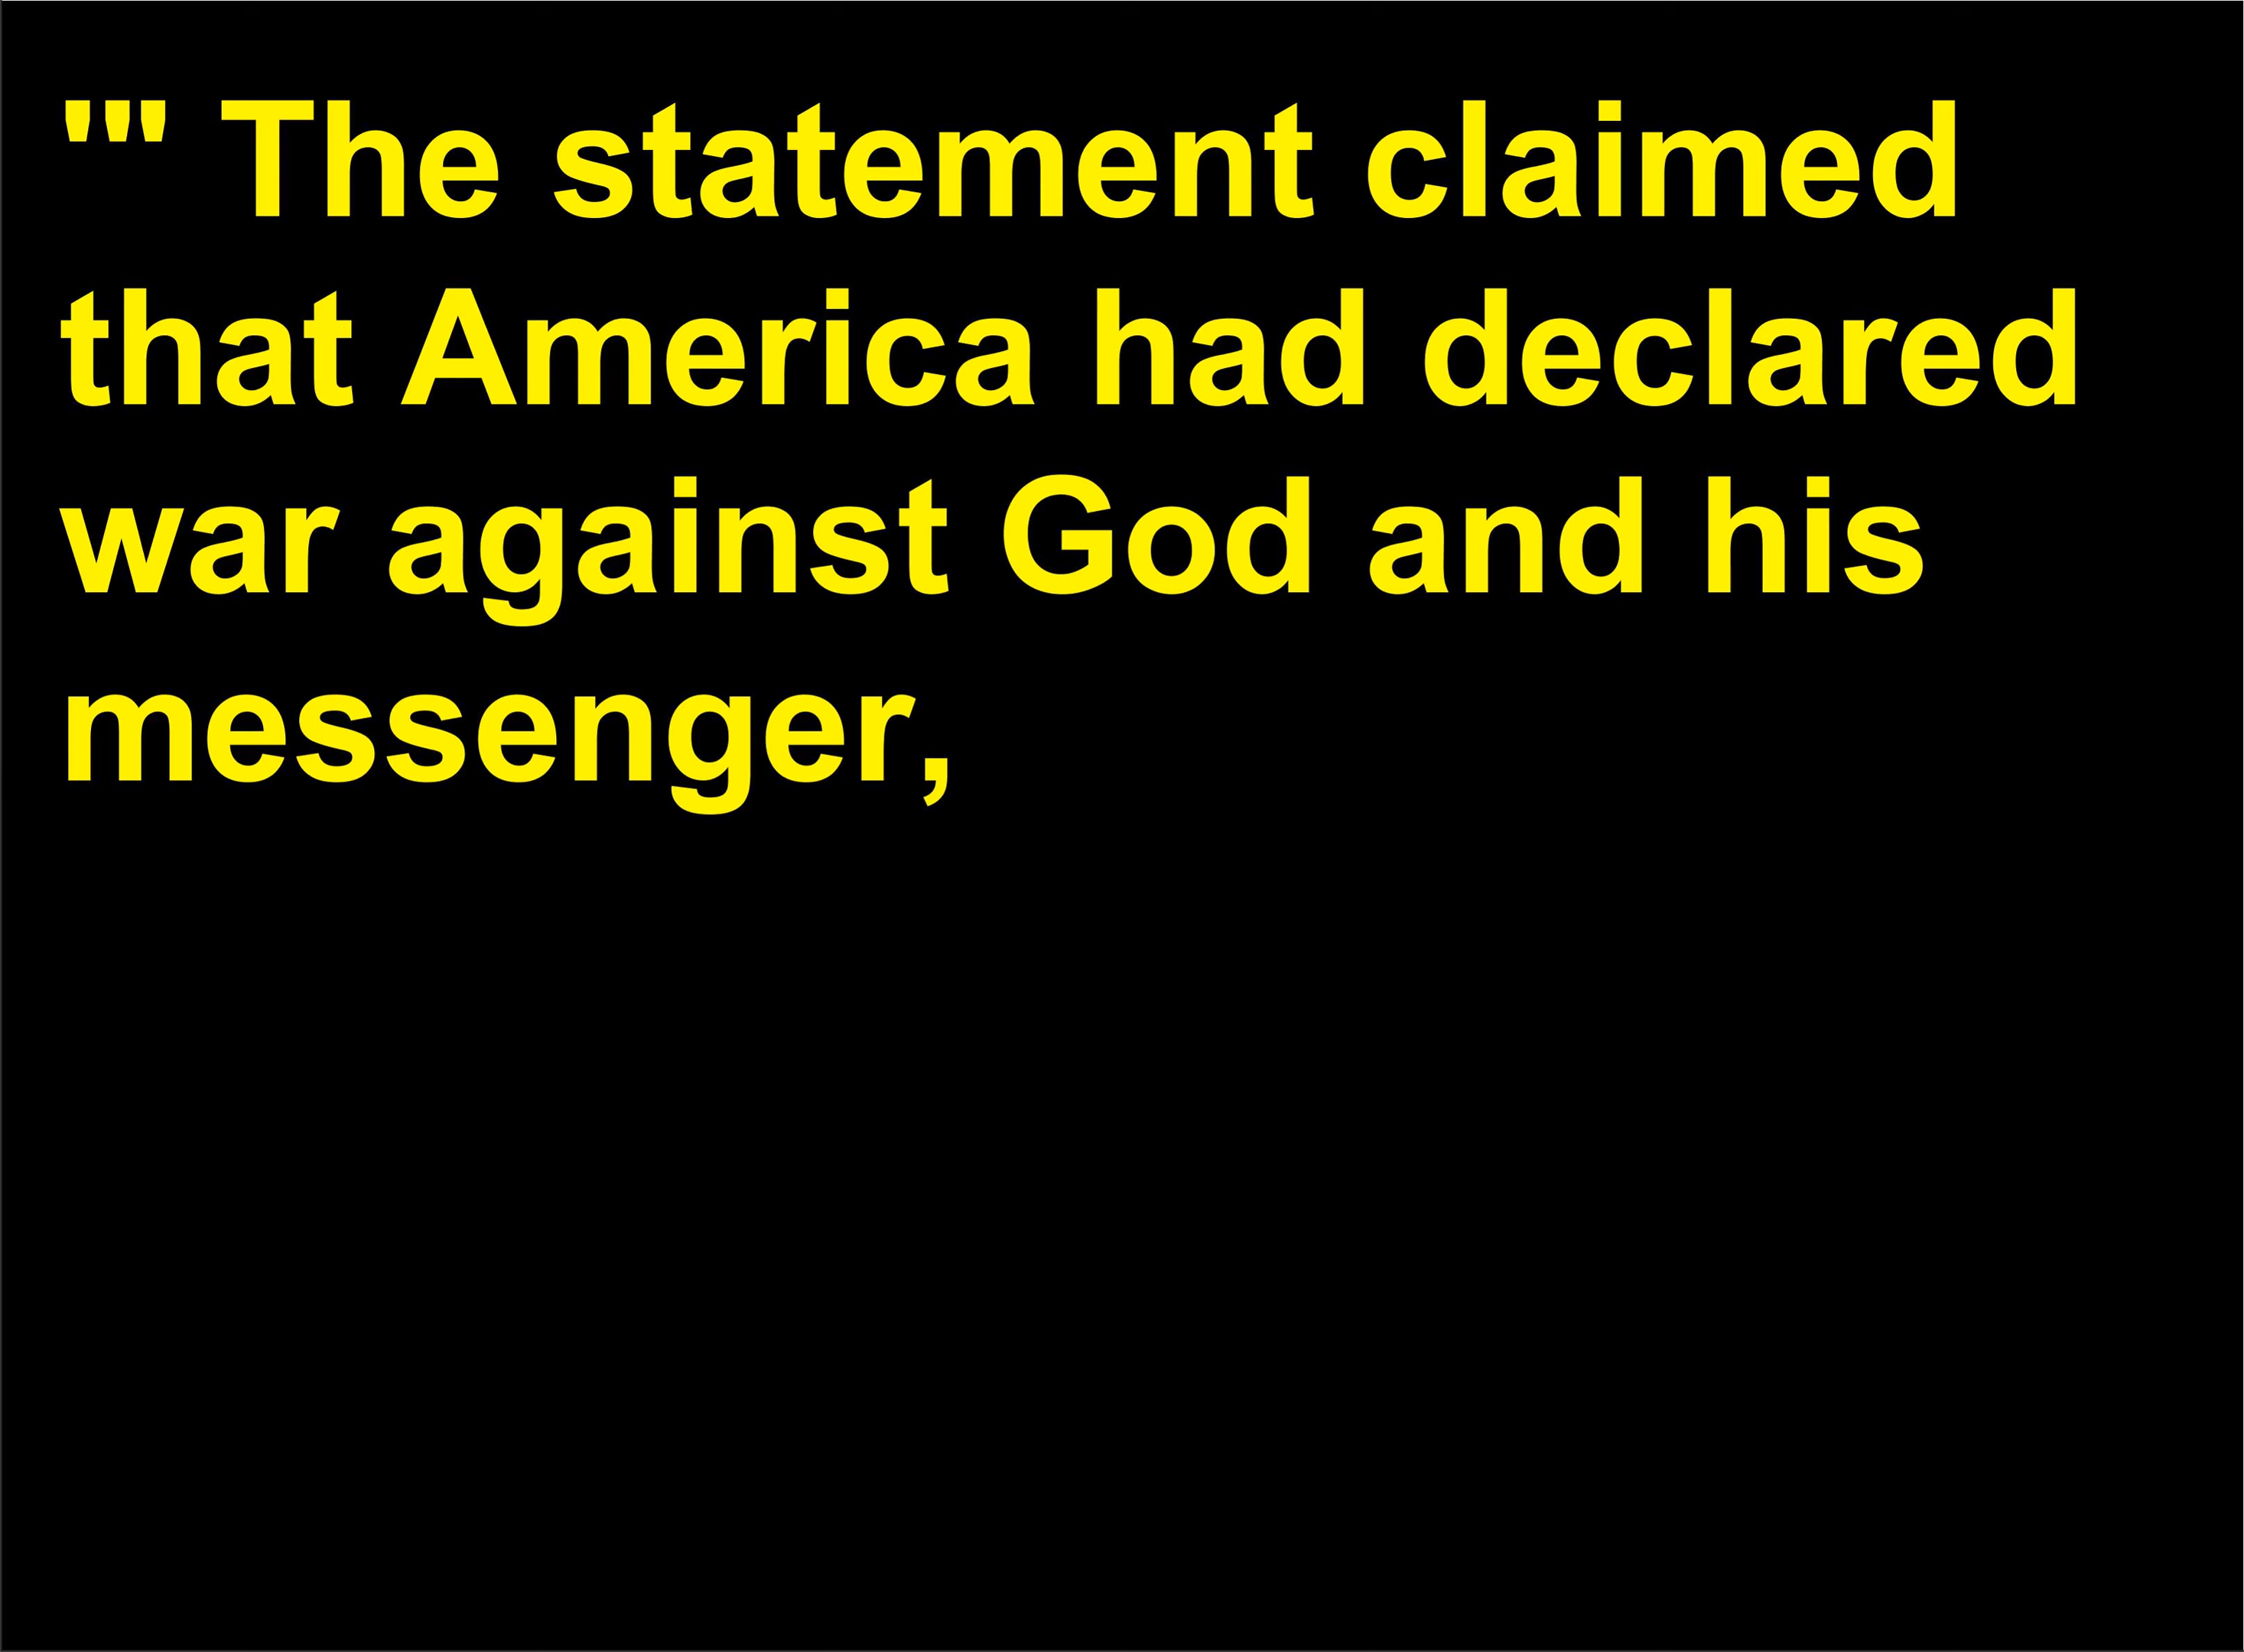 "'" The statement claimed
that America had declared
war against God and his
messenger,